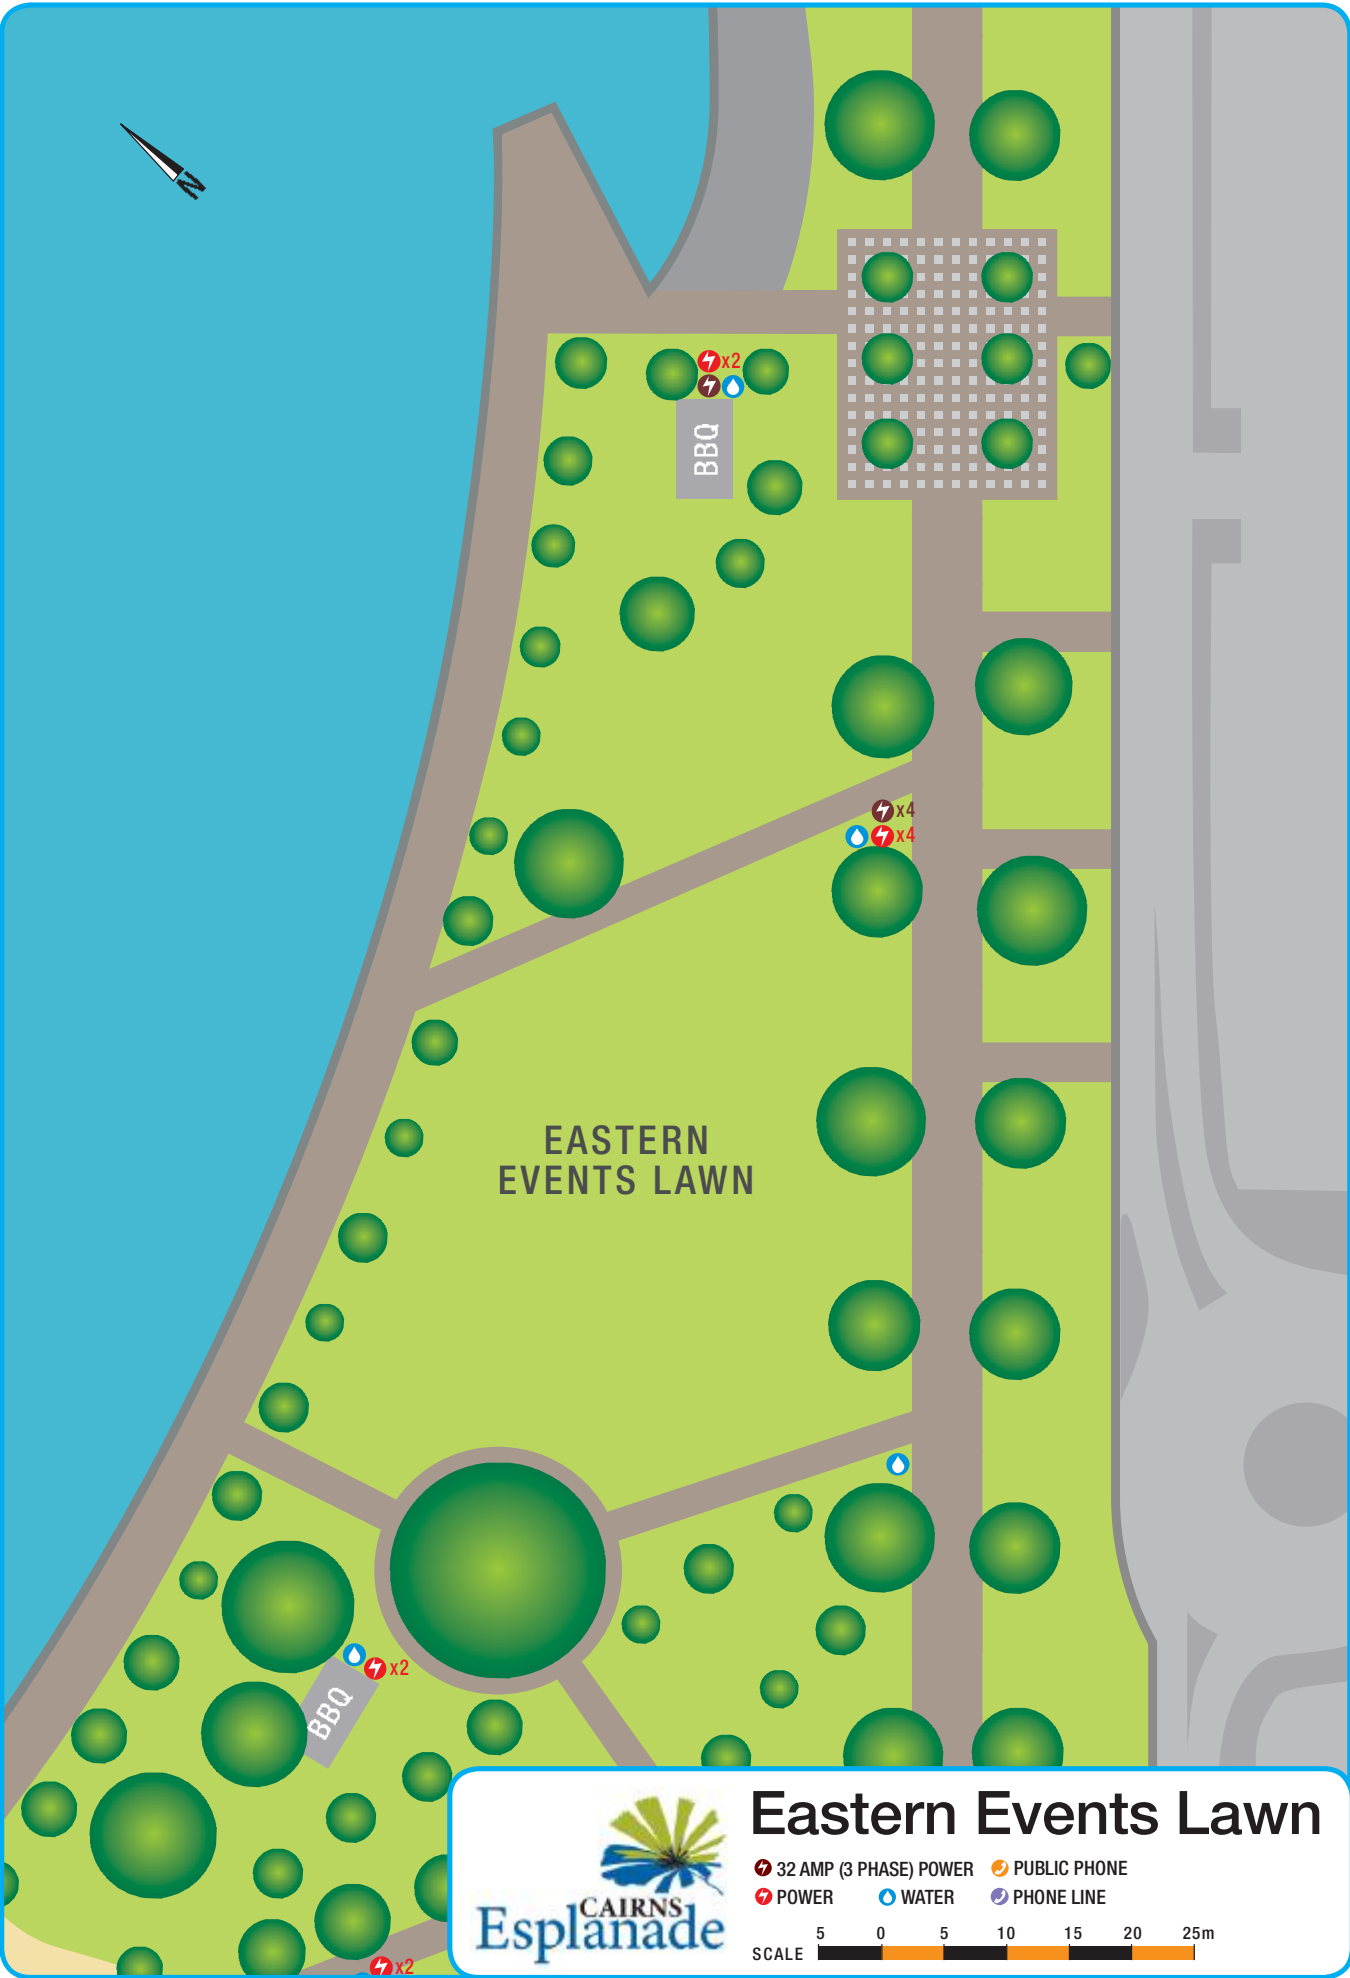 N
x2
BBQ
x4
x4
EASTERN
EVENTS LAWN
x2
BBQ
x2
CAIRNS
Esplanade
Eastern Events Lawn
32 AMP (3 PHASE) POWER
PUBLIC PHONE
POWER
WATER
PHONE LINE
5 0 5 10 15 20 25m
SCALE